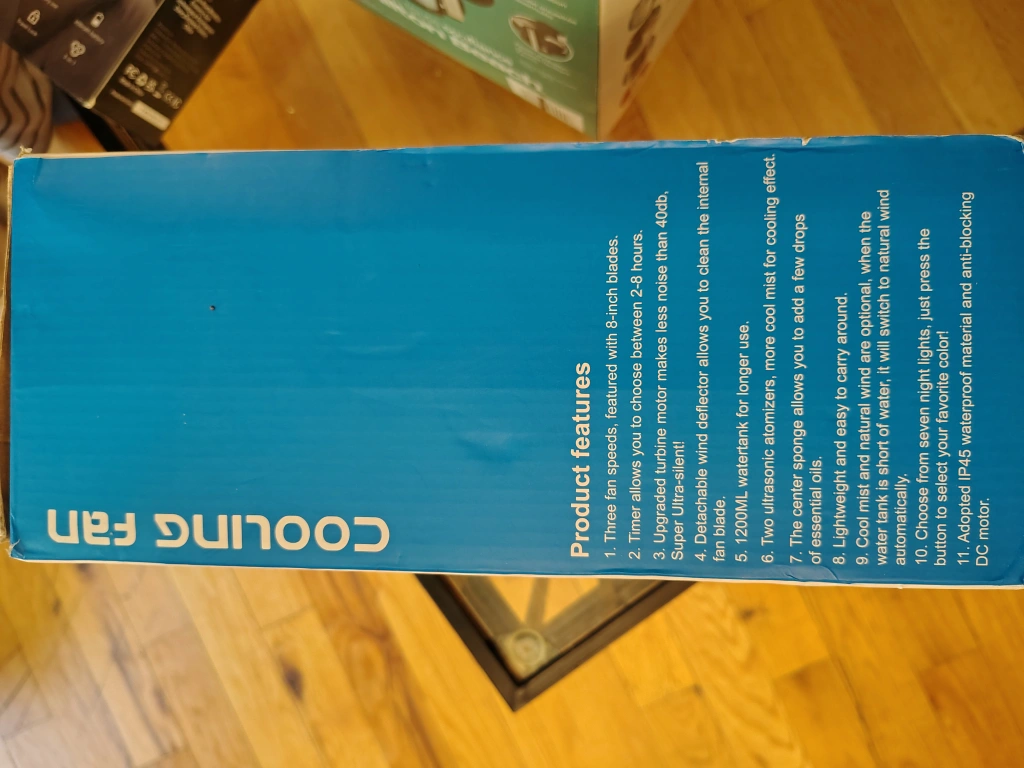 COOLING Fan
Product features
1. Three fan speeds, featured with 8-inch blades.
2. Timer allows you to choose between 2-8 hours.
3. Upgraded turbine motor makes less noise than 40db,
Super Ultra-silent!
4. Detachable wind deflector allows you to clean the internal
fan blade.
5. 1200ML watertank for longer use.
6. Two ultrasonic atomizers, more cool mist for cooling effect.
7. The center sponge allows you to add a few drops
of essential oils.
8. Lightweight and easy to carry around.
9. Cool mist and natural wind are optional, when the
water tank is short of water, it will switch to natural wind
automatically.
10. Choose from seven night lights, just press the
button to select your favorite color!
11. Adopted IP45 waterproof material and anti-blocking
DC motor.